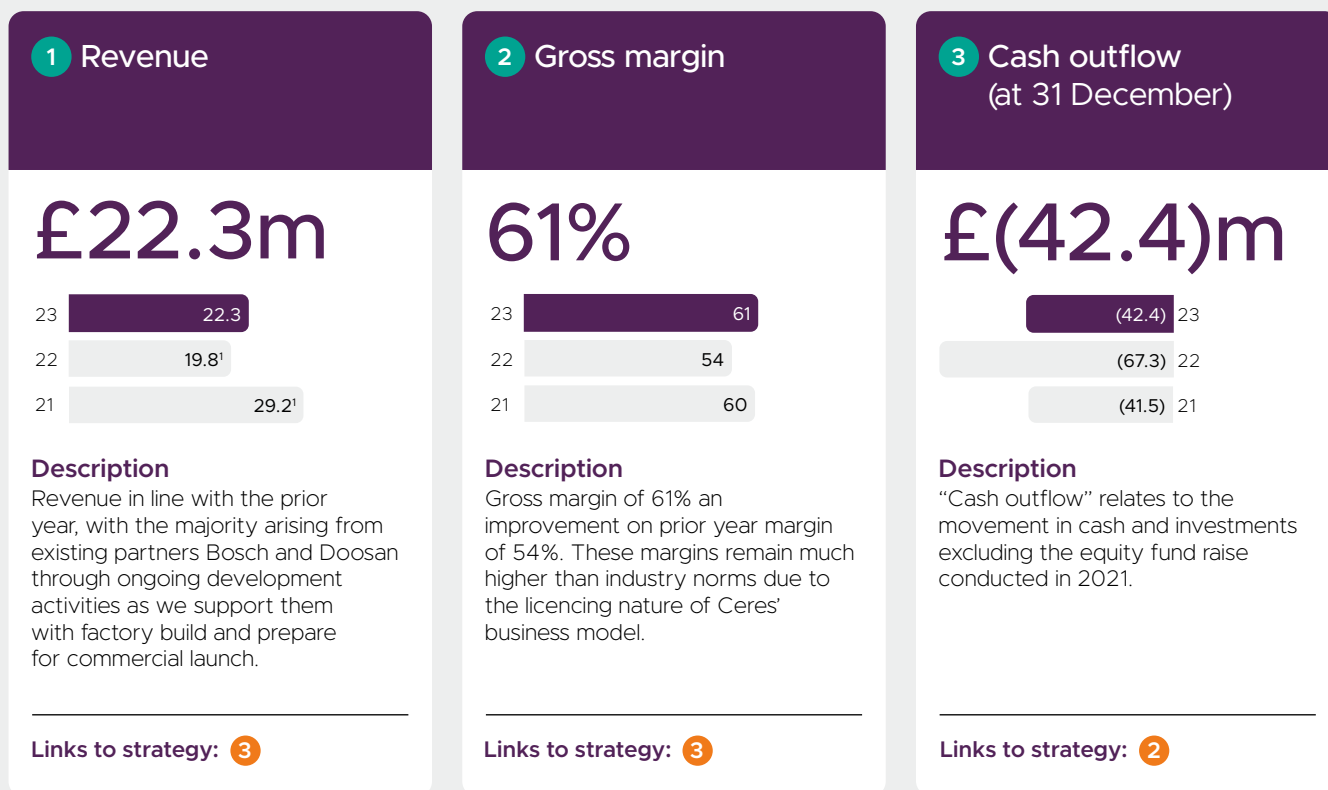 1 Revenue
£22.3m
23 22.3
22 19.8¹
21 29.2¹
Description
Revenue in line with the prior
year, with the majority arising from
existing partners Bosch and Doosan
through ongoing development
activities as we support them
with factory build and prepare
for commercial launch.
Links to strategy: 3
2 Gross margin
61%
23 61
22 54
21 60
Description
Gross margin of 61% an
improvement on prior year margin
of 54%. These margins remain much
higher than industry norms due to
the licencing nature of Ceres’
business model.
Links to strategy: 3
3 Cash outflow
(at 31 December)
£(42.4)m
(42.4) 23
(67.3) 22
(41.5) 21
Description
“Cash outflow” relates to the
movement in cash and investments
excluding the equity fund raise
conducted in 2021.
Links to strategy: 2